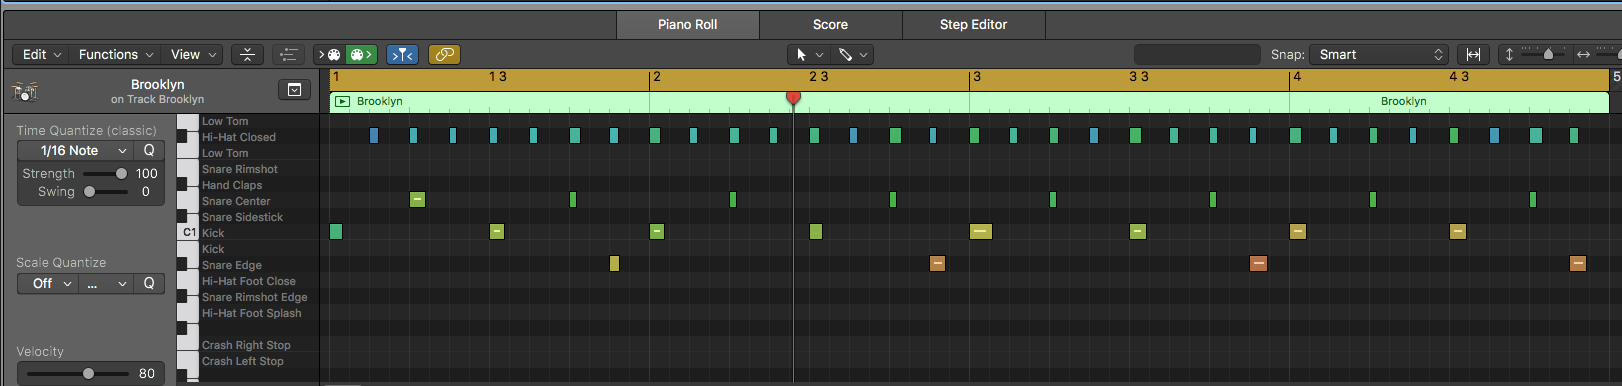 Piano Roll Score Step Editor
Edit Functions View Snap: Smart
1 1 3 2 2 3 3 3 3 4 4 3 5
Brooklyn
on Track Brooklyn
Brooklyn Brooklyn
Time Quantize (classic)
1/16 Note Q
Strength 100
Swing 0
Scale Quantize
Off ... Q
Velocity
80
C1
Low Tom
Hi-Hat Closed
Low Tom
Snare Rimshot
Hand Claps
Snare Center
Snare Sidestick
Kick
Kick
Snare Edge
Hi-Hat Foot Close
Snare Rimshot Edge
Hi-Hat Foot Splash
Crash Right Stop
Crash Left Stop